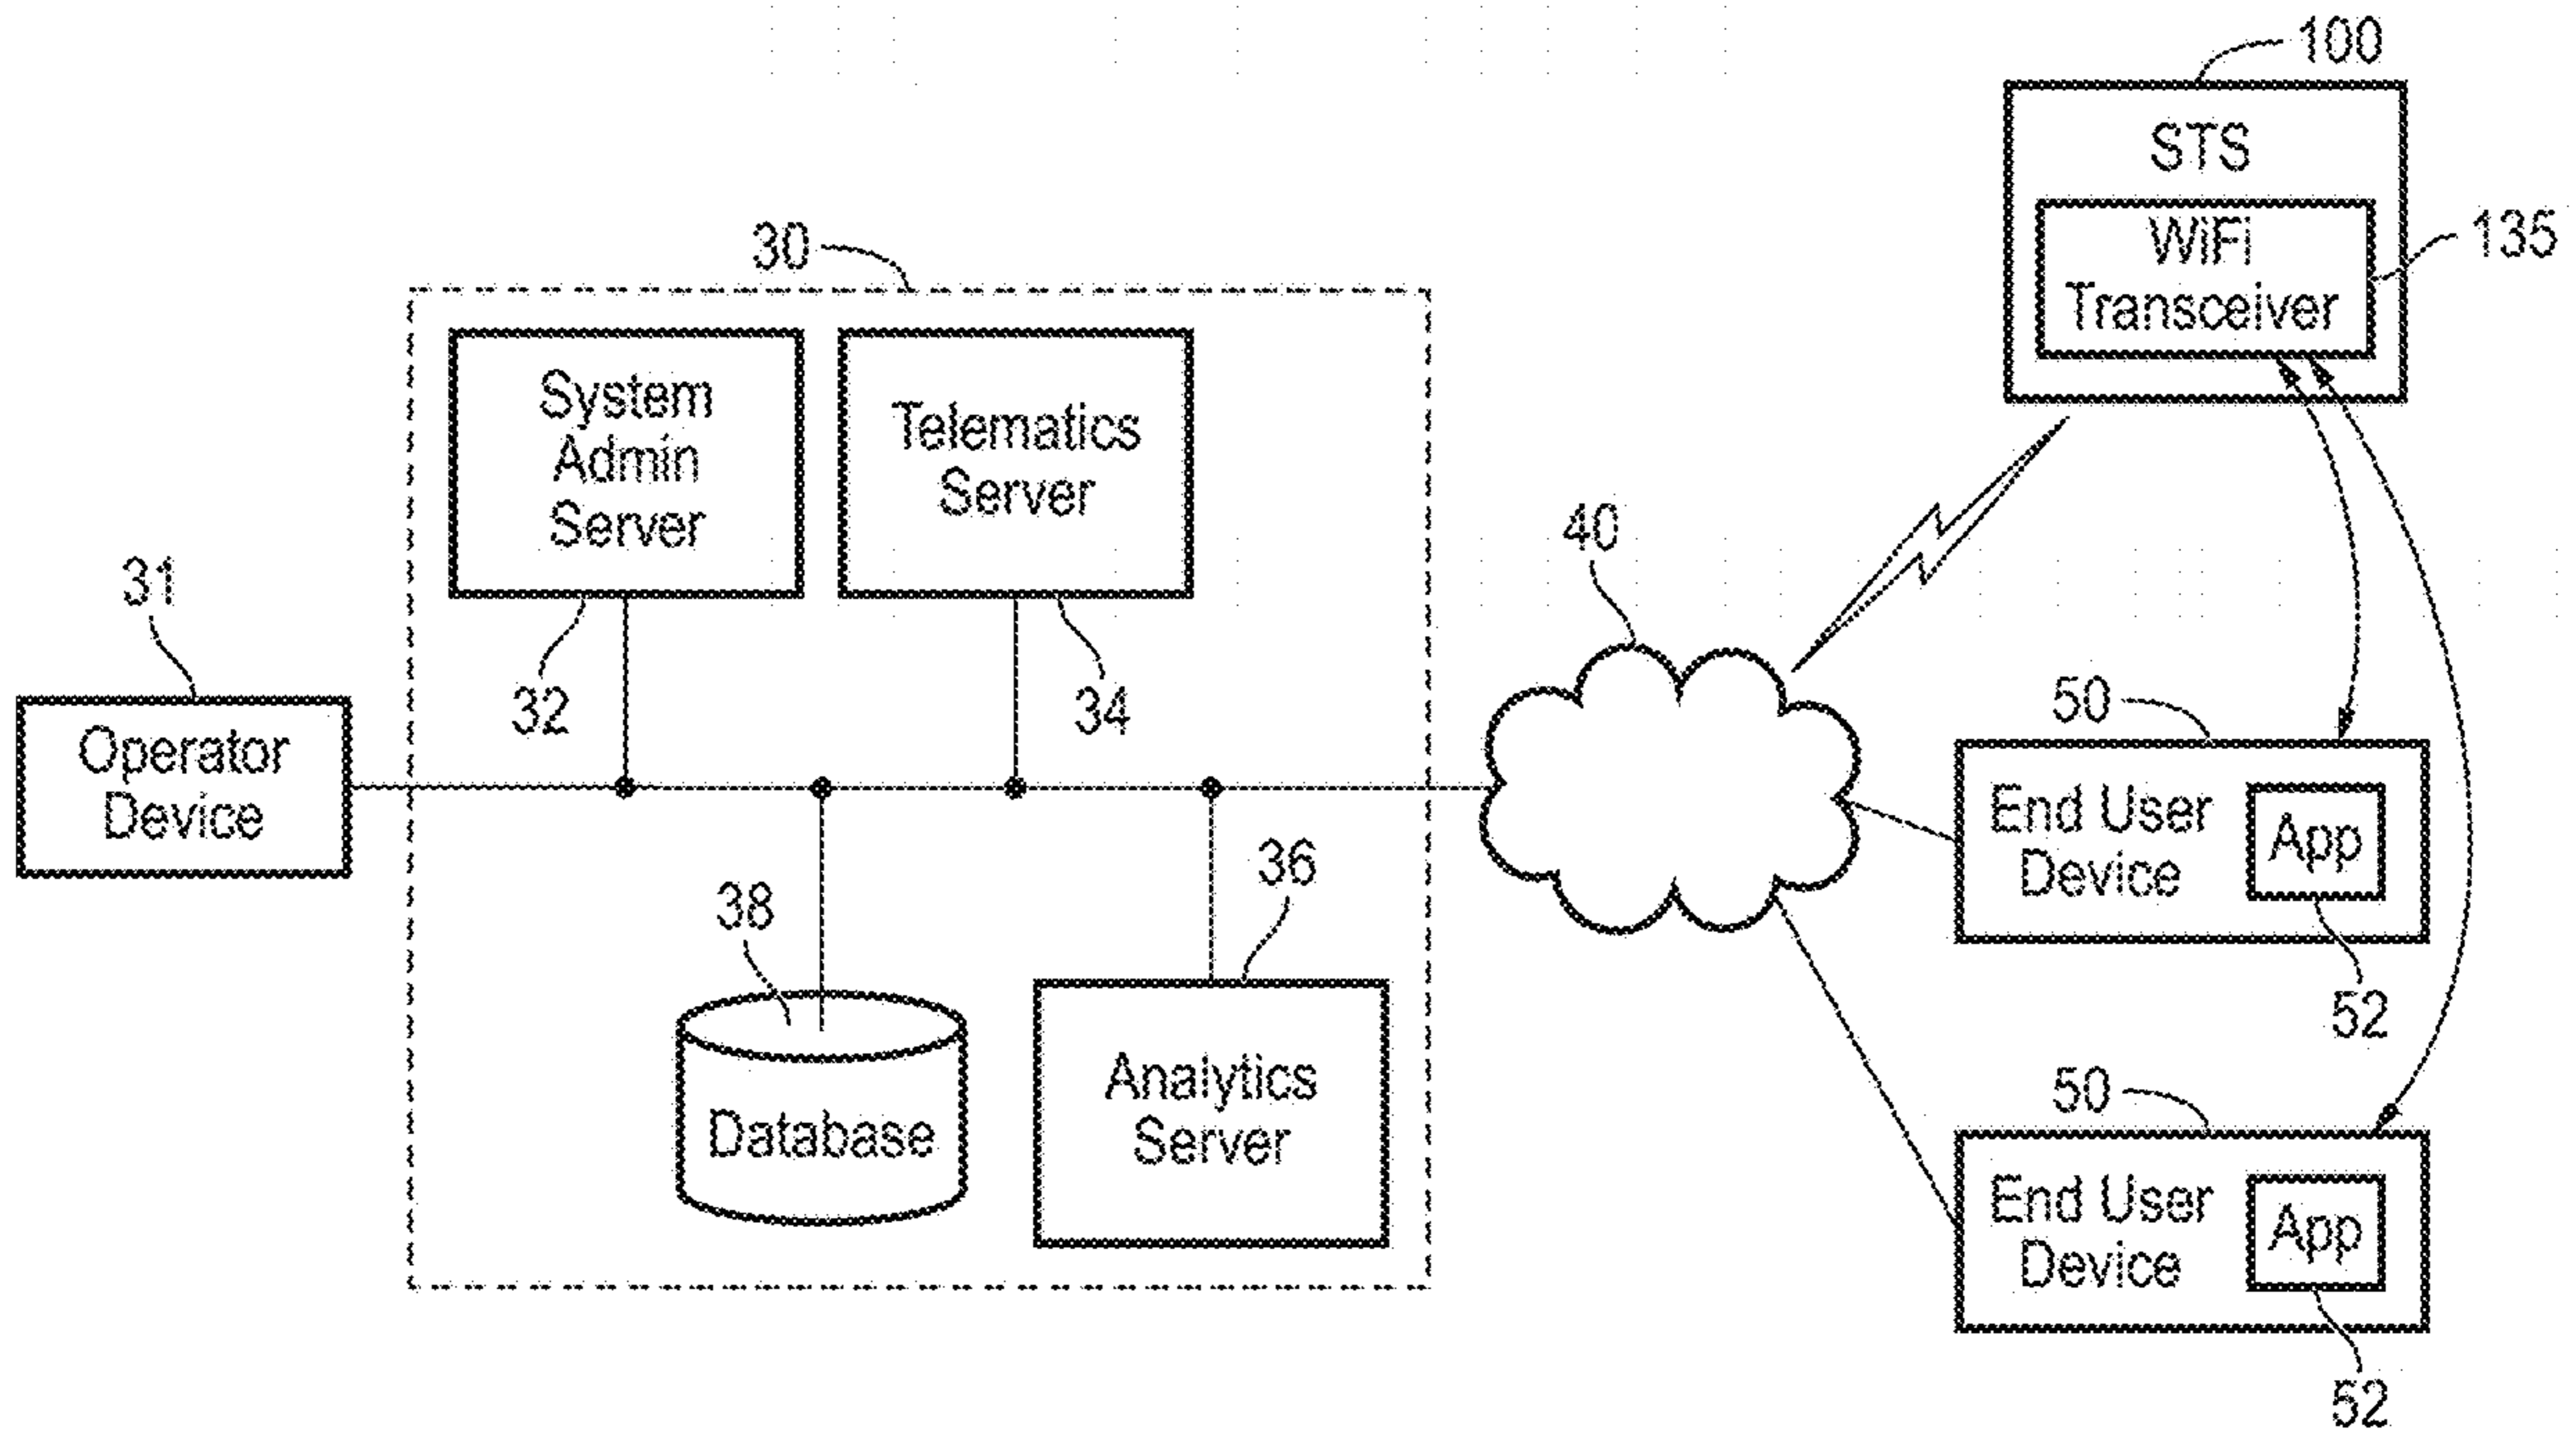 100
STS
WiFi
Transceiver
135
30
System
Admin
Server
Telematics
Server
32
34
31
Operator
Device
40
50
End User
Device
App
52
38
Database
36
Analytics
Server
50
End User
Device
App
52